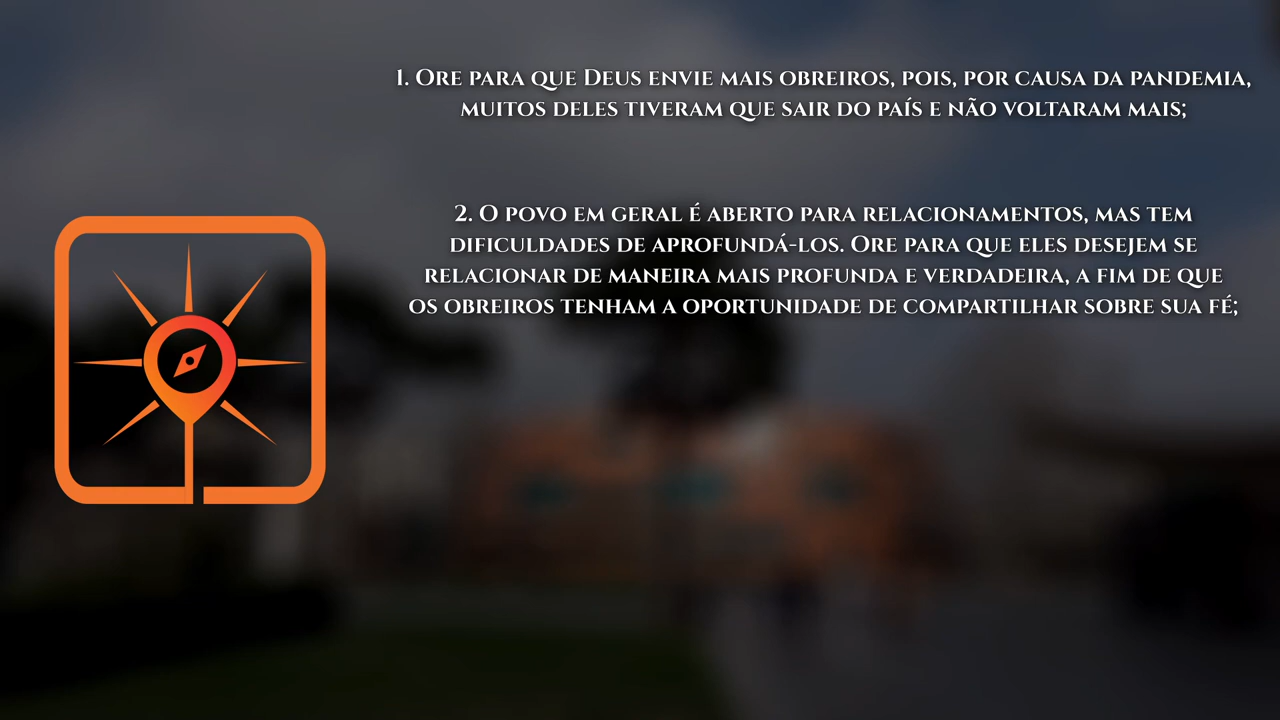 1. Ore para que Deus envie mais obreiros, pois, por causa da pandemia,
muitos deles tiveram que sair do país e não voltaram mais;
2. O povo em geral é aberto para relacionamentos, mas tem
dificuldades de aprofundá-los. Ore para que eles desejem se
relacionar de maneira mais profunda e verdadeira, a fim de que
os obreiros tenham a oportunidade de compartilhar sobre sua fé;